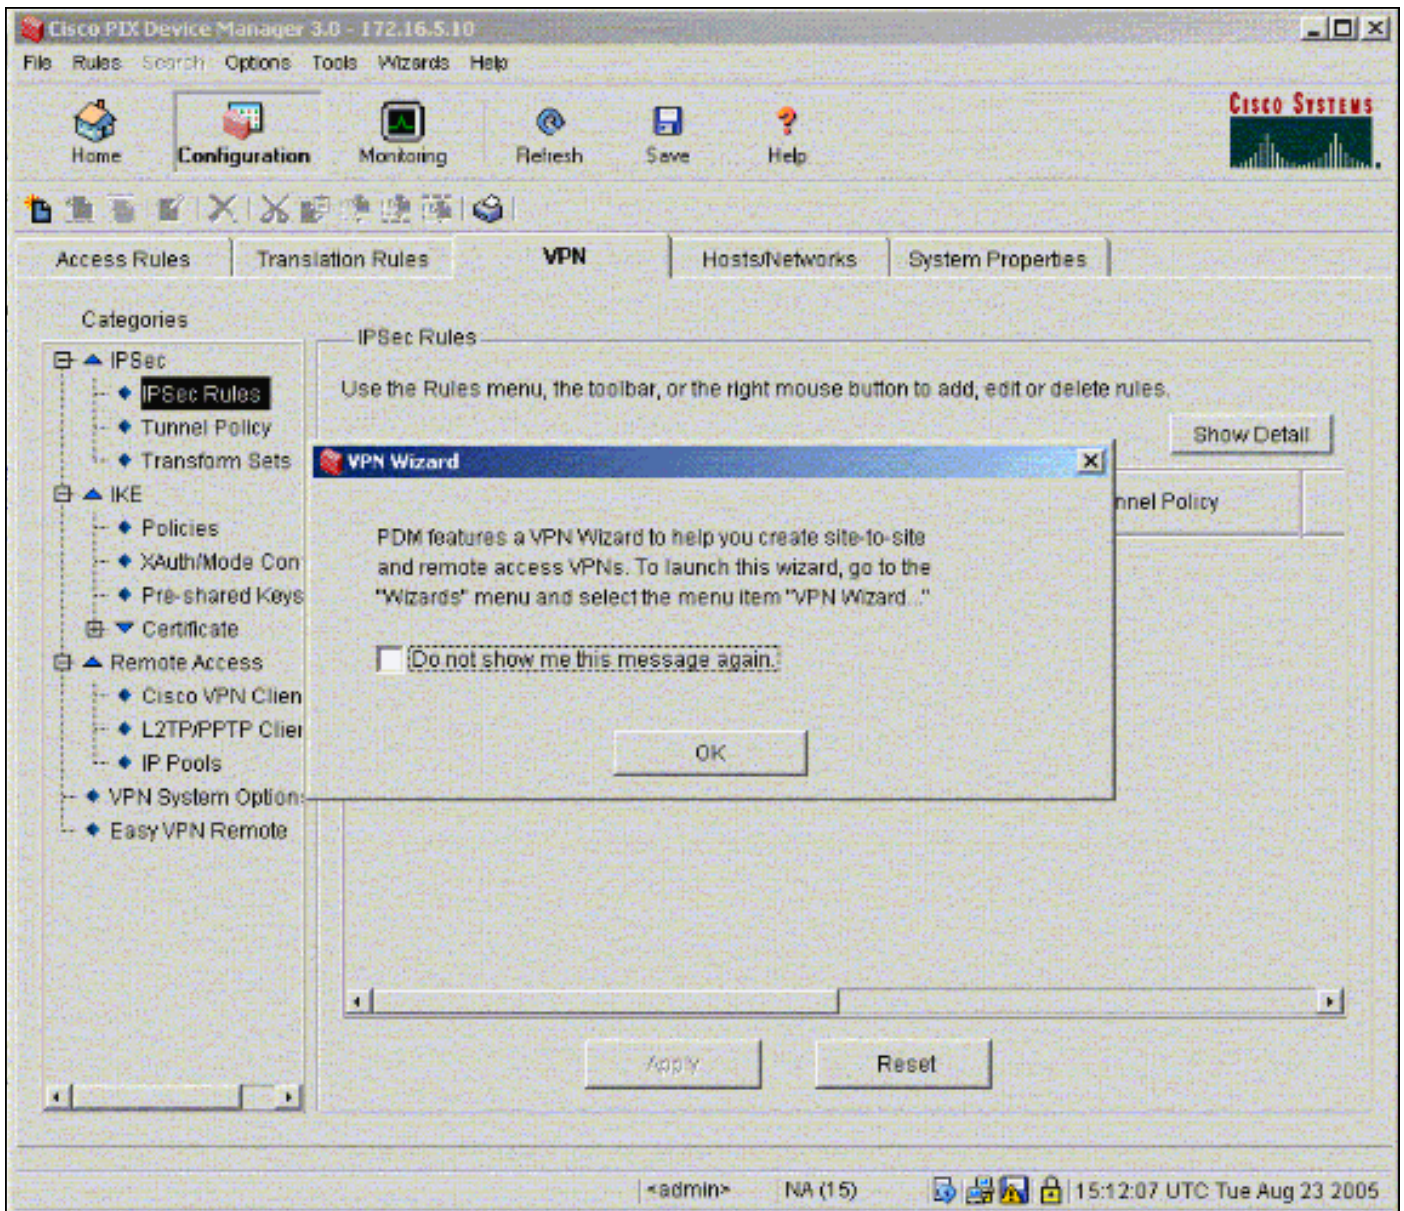 Cisco PIX Device Manager 3.0 - 172.16.5.10
File Rules Search Options Tools Wizards Help
Home Configuration Monitoring Refresh Save Help
CISCO SYSTEMS
Access Rules Translation Rules VPN Hosts/Networks System Properties
Categories
IPSec
IPSec Rules
Tunnel Policy
Transform Sets
IKE
Policies
XAuth/Mode Con
Pre-shared Keys
Certificate
Remote Access
Cisco VPN Clien
L2TP/PPTP Clier
IP Pools
VPN System Option
Easy VPN Remote
IPSec Rules
Use the Rules menu, the toolbar, or the right mouse button to add, edit or delete rules.
Show Detail
nnel Policy
VPN Wizard
PDM features a VPN Wizard to help you create site-to-site
and remote access VPNs. To launch this wizard, go to the
"Wizards" menu and select the menu item "VPN Wizard..."
Do not show me this message again.
OK
Apply Reset
<admin> NA (15) 15:12:07 UTC Tue Aug 23 2005